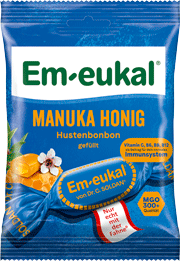 Em-eukal®
MANUKA HONIG
Hustenbonbon
gefüllt
Vitamin C, B5, B6, B12
Immunsystem
Em-eukal®
von Dr. C. SOLDAN®
Nur
echt mit
der
Fahne®
MGO
300+